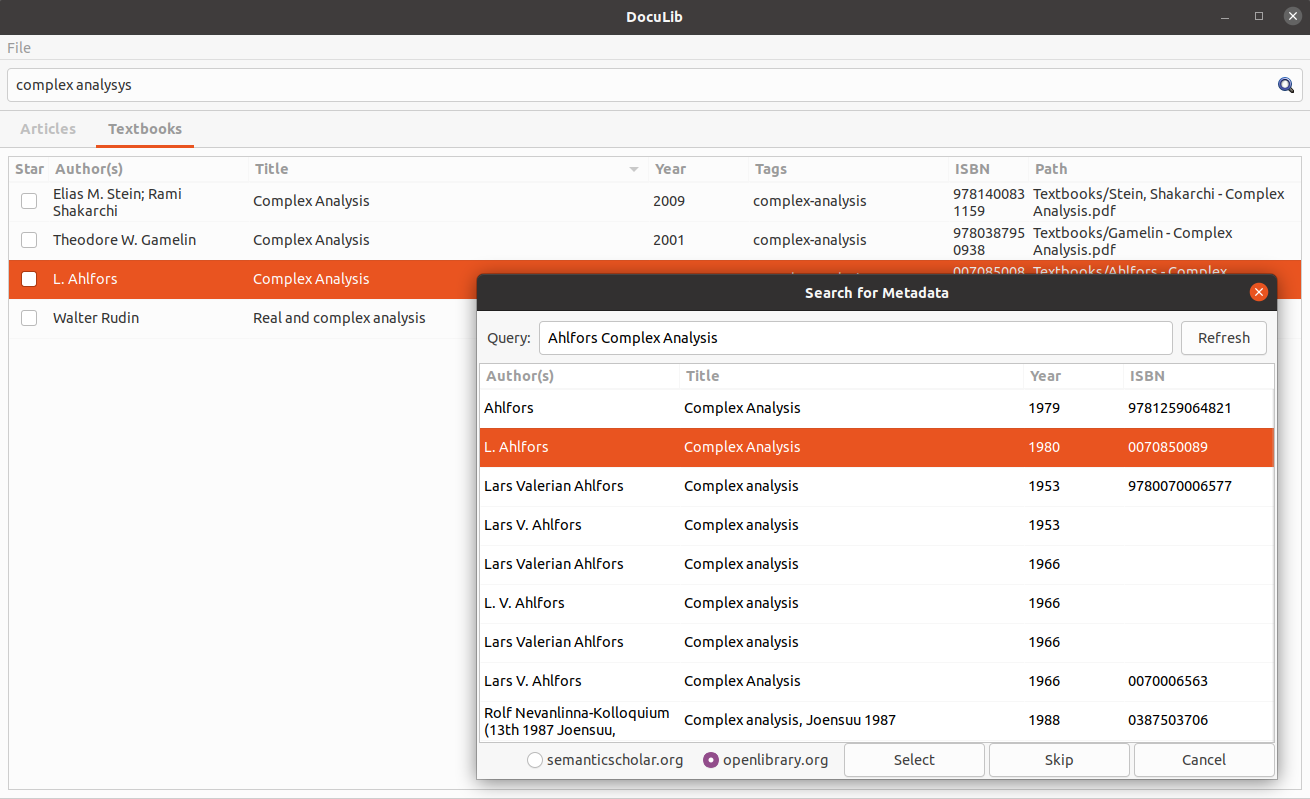 DocuLib
File
complex analysys
Articles Textbooks
Star Author(s) Title Year Tags ISBN Path
Elias M. Stein; Rami Shakarchi Complex Analysis 2009 complex-analysis 9781400831159 Textbooks/Stein, Shakarchi - Complex Analysis.pdf
Theodore W. Gamelin Complex Analysis 2001 complex-analysis 9780387950938 Textbooks/Gamelin - Complex Analysis.pdf
L. Ahlfors Complex Analysis 007085008 Textbooks/Ahlfors - Complex
Walter Rudin Real and complex analysis
Search for Metadata
Query: Ahlfors Complex Analysis Refresh
Author(s) Title Year ISBN
Ahlfors Complex Analysis 1979 9781259064821
L. Ahlfors Complex Analysis 1980 0070850089
Lars Valerian Ahlfors Complex analysis 1953 9780070006577
Lars V. Ahlfors Complex analysis 1953
Lars Valerian Ahlfors Complex analysis 1966
L. V. Ahlfors Complex analysis 1966
Lars Valerian Ahlfors Complex analysis 1966
Lars V. Ahlfors Complex Analysis 1966 0070006563
Rolf Nevanlinna-Kolloquium (13th 1987 Joensuu, Complex analysis, Joensuu 1987 1988 0387503706
semanticscholar.org openlibrary.org Select Skip Cancel